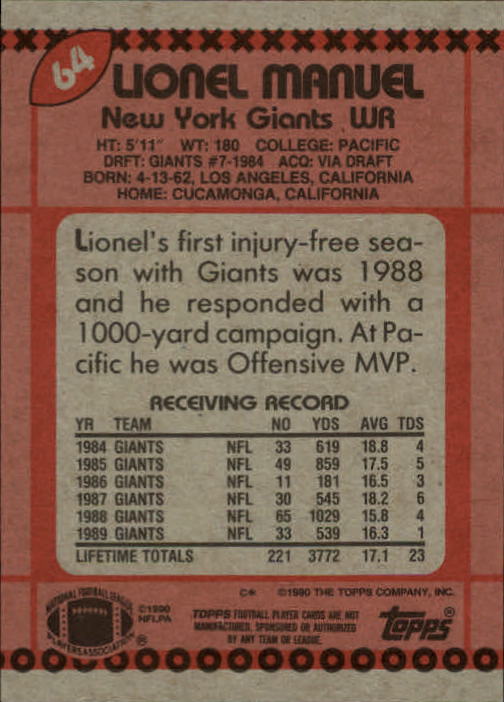 64
LIONEL MANUEL
New York Giants WR
HT: 5'11" WT: 180 COLLEGE: PACIFIC
DRFT: GIANTS #7-1984 ACQ: VIA DRAFT
BORN: 4-13-62, LOS ANGELES, CALIFORNIA
HOME: CUCAMONGA, CALIFORNIA
Lionel's first injury-free sea-
son with Giants was 1988
and he responded with a
1000-yard campaign. At Pa-
cific he was Offensive MVP.
RECEIVING RECORD
YR TEAM NO YDS AVG TDS
1984 GIANTS NFL 33 619 18.8 4
1985 GIANTS NFL 49 859 17.5 5
1986 GIANTS NFL 11 181 16.5 3
1987 GIANTS NFL 30 545 18.2 6
1988 GIANTS NFL 65 1029 15.8 4
1989 GIANTS NFL 33 539 16.3 1
LIFETIME TOTALS 221 3772 17.1 23
C* ©1990 THE TOPPS COMPANY, INC.
NATIONAL FOOTBALL LEAGUE
PLAYERS ASSOCIATION ®
©1990
NFLPA
TOPPS FOOTBALL PLAYER CARDS ARE NOT
MANUFACTURED, SPONSORED OR AUTHORIZED
BY ANY TEAM OR LEAGUE.
Topps®